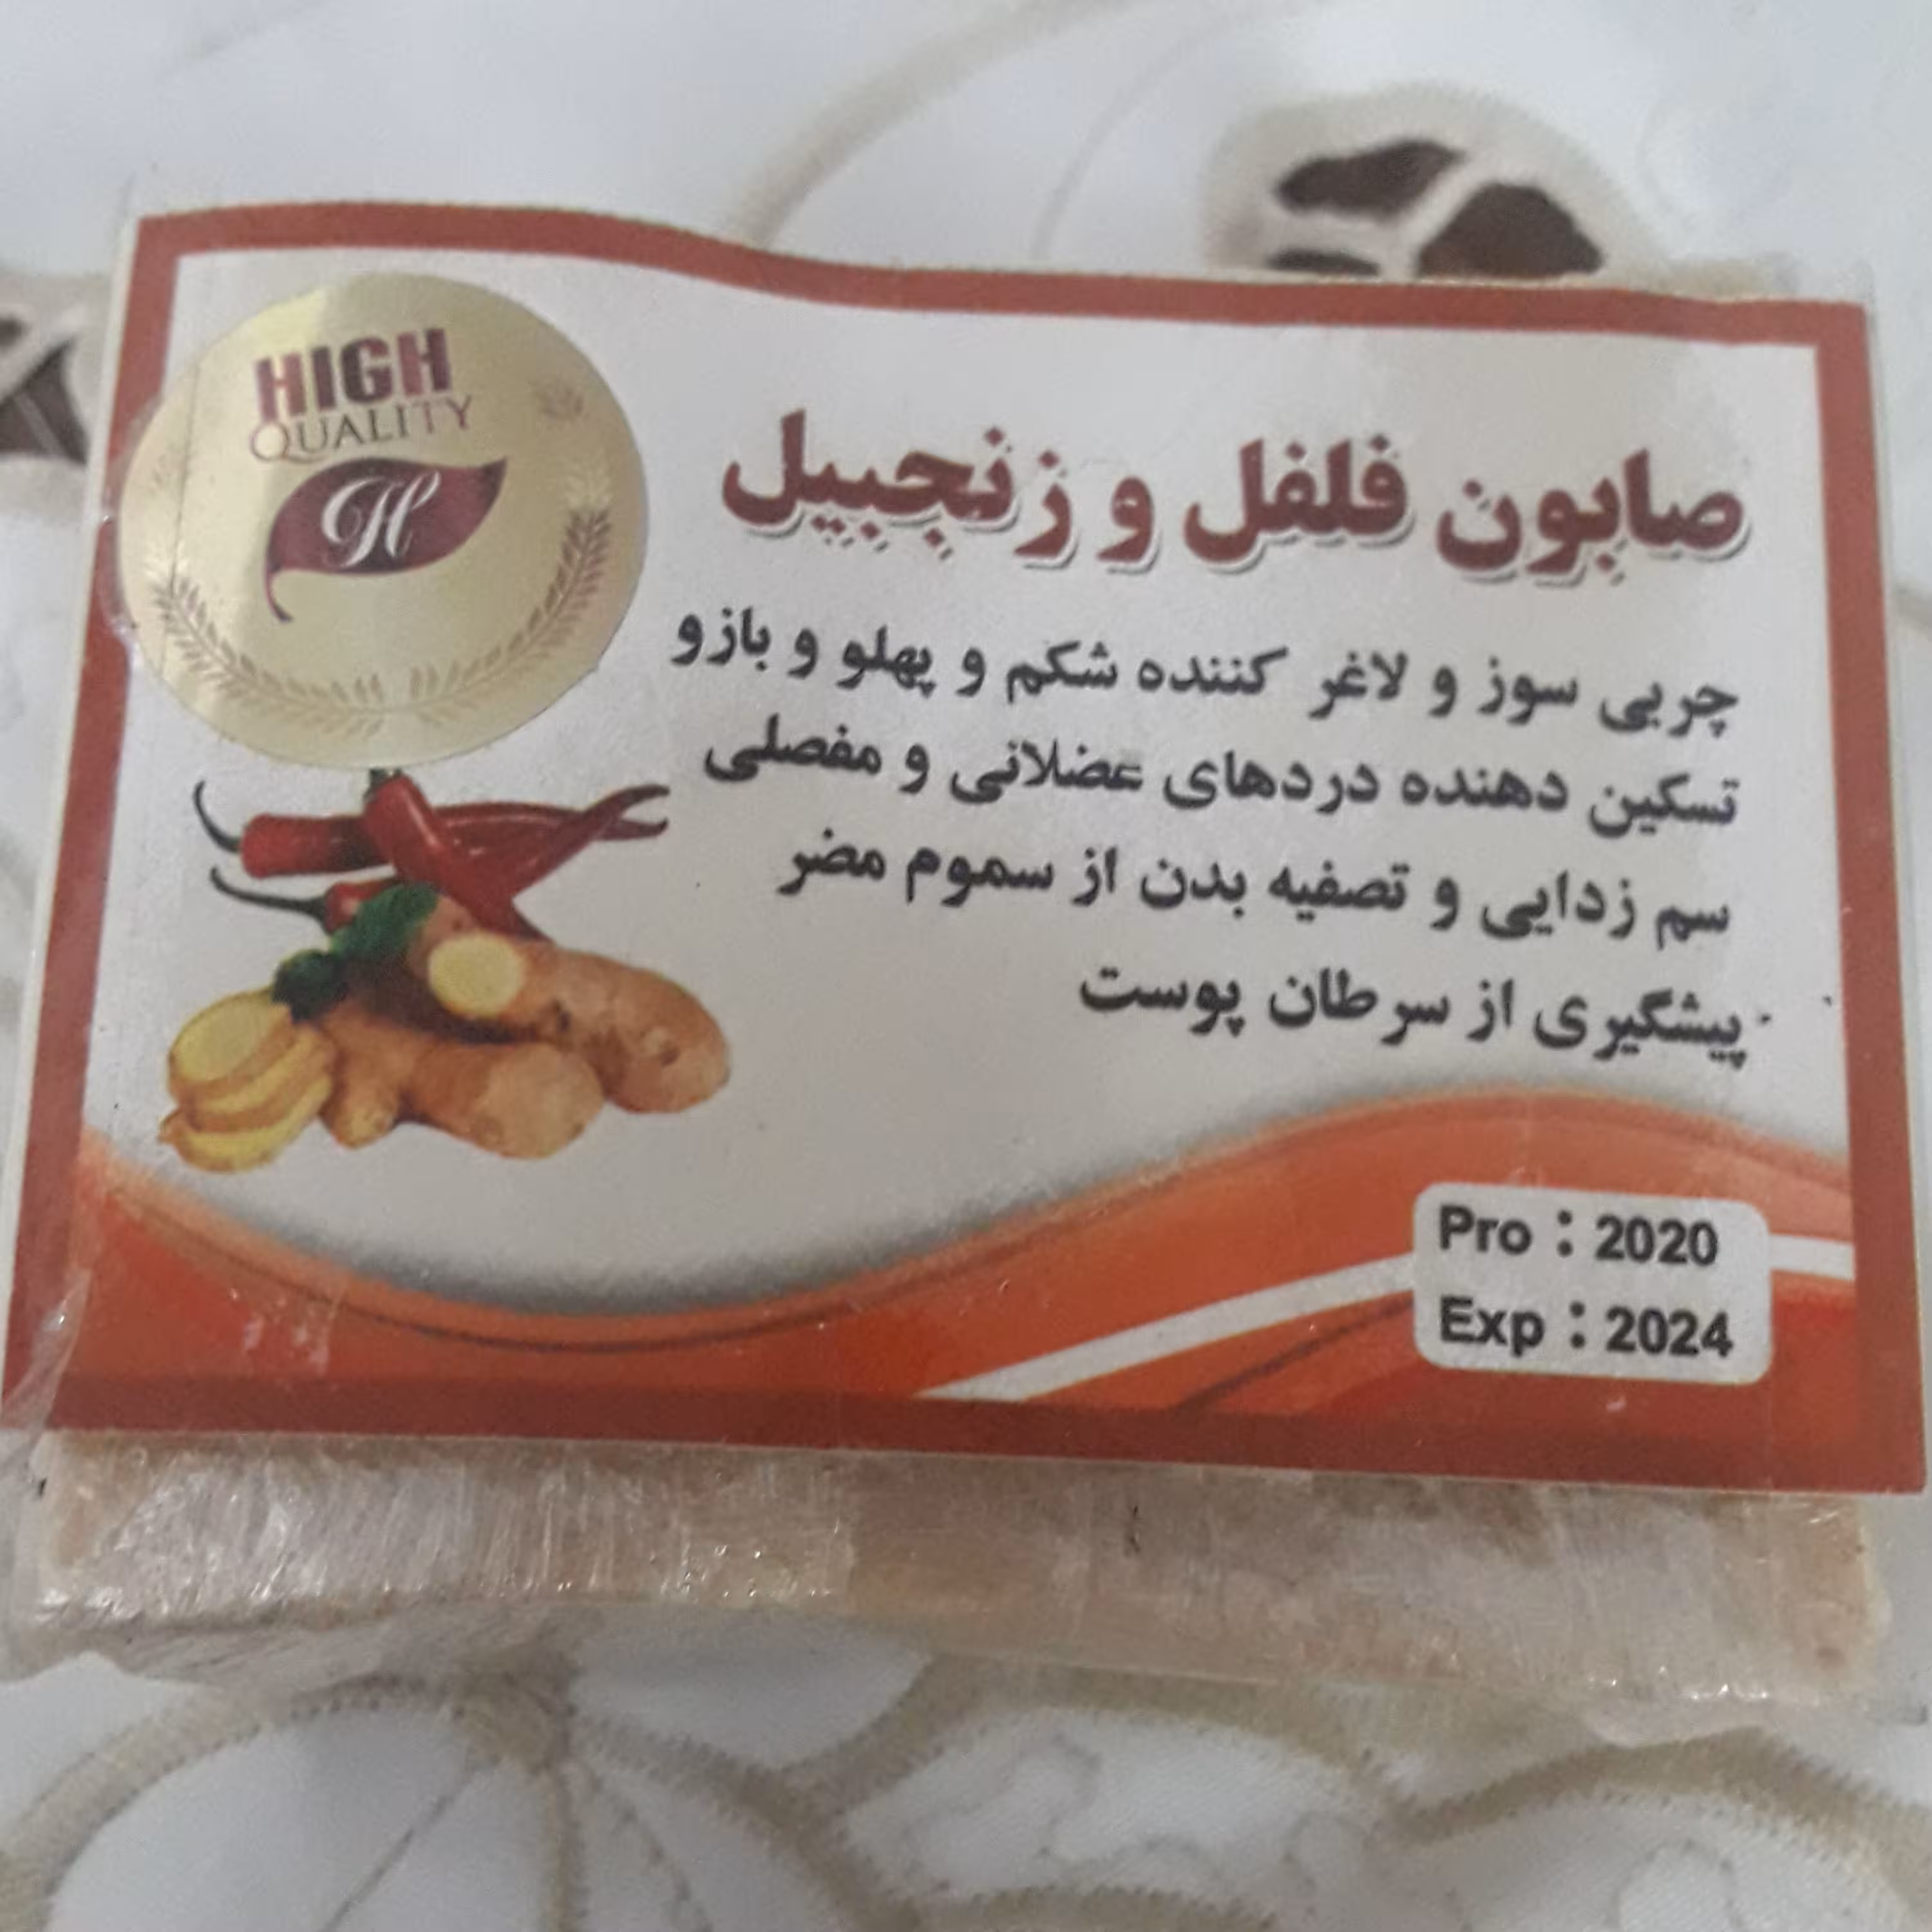 HIGH
QUALITY
H
صابون فلفل و زنجبیل
چربی سوز و لاغر کننده شکم و پهلو و بازو
تسکین دهنده دردهای عضلانی و مفصلی
سم زدایی و تصفیه بدن از سموم مضر
پیشگیری از سرطان پوست
Pro : 2020
Exp : 2024